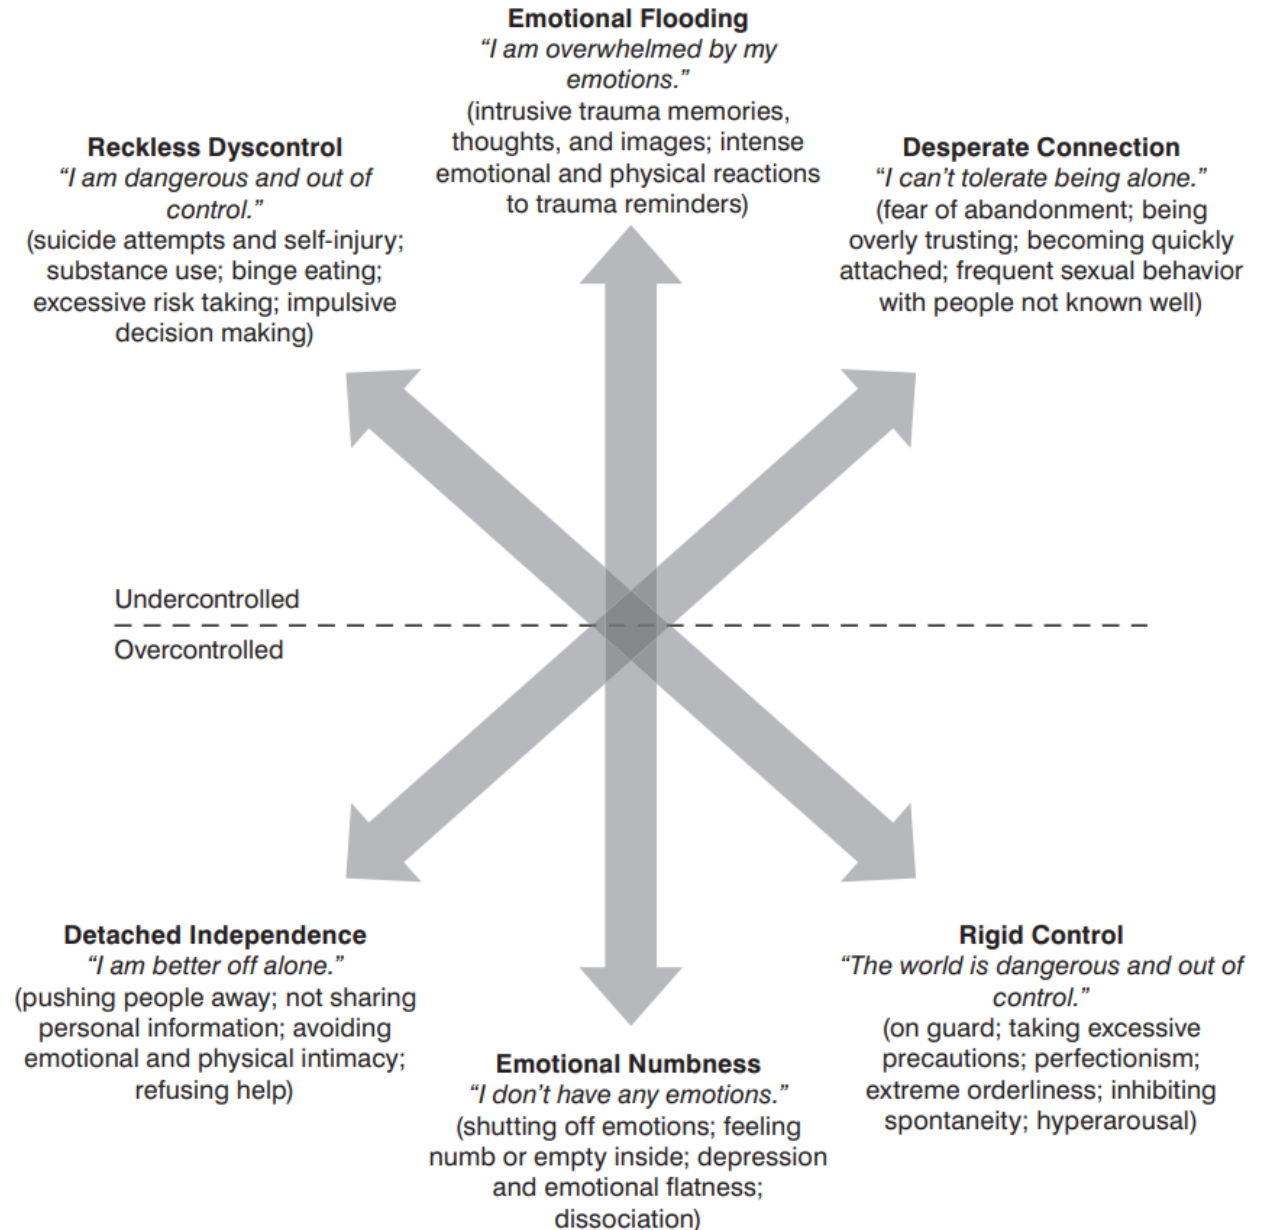 Emotional Flooding
“I am overwhelmed by my
emotions.”
(intrusive trauma memories,
thoughts, and images; intense
emotional and physical reactions
to trauma reminders)
Reckless Dyscontrol
“I am dangerous and out of
control.”
(suicide attempts and self-injury;
substance use; binge eating;
excessive risk taking; impulsive
decision making)
Desperate Connection
“I can’t tolerate being alone.”
(fear of abandonment; being
overly trusting; becoming quickly
attached; frequent sexual behavior
with people not known well)
Undercontrolled
Overcontrolled
Detached Independence
“I am better off alone.”
(pushing people away; not sharing
personal information; avoiding
emotional and physical intimacy;
refusing help)
Emotional Numbness
“I don’t have any emotions.”
(shutting off emotions; feeling
numb or empty inside; depression
and emotional flatness;
dissociation)
Rigid Control
“The world is dangerous and out of
control.”
(on guard; taking excessive
precautions; perfectionism;
extreme orderliness; inhibiting
spontaneity; hyperarousal)